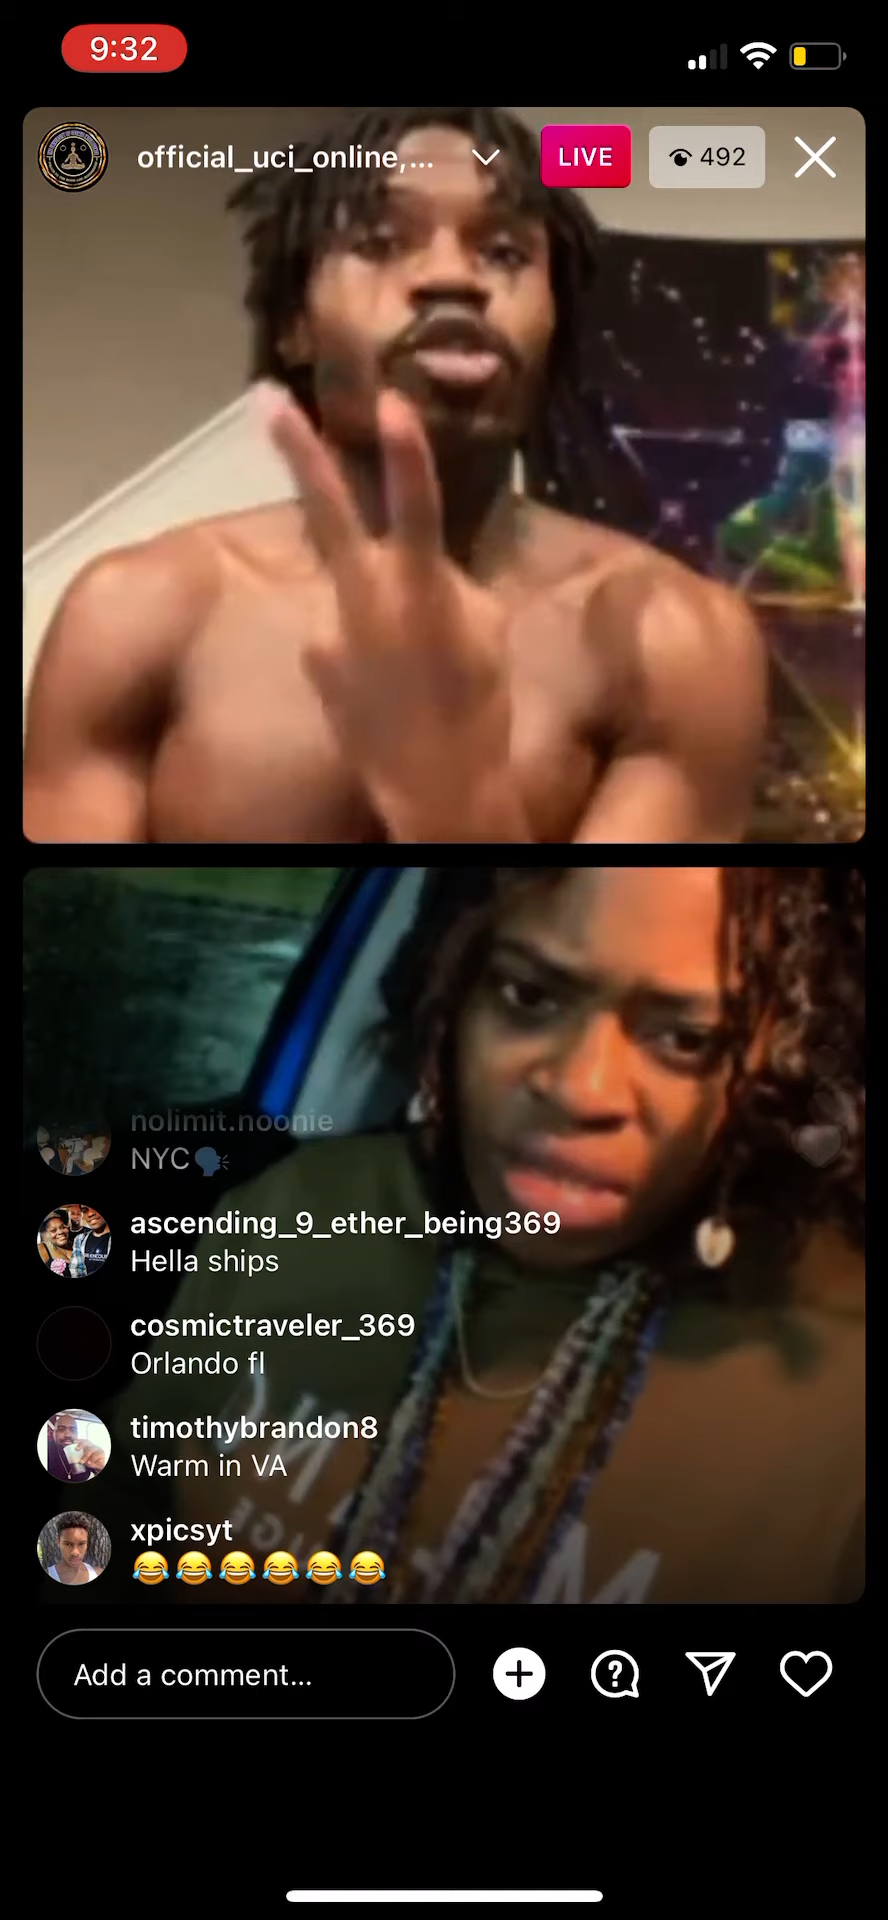 9:32
official_uci_online,...
LIVE
492
nolimit.noonie
NYC🗣️
ascending_9_ether_being369
Hella ships
cosmictraveler_369
Orlando fl
timothybrandon8
Warm in VA
xpicsyt
😂😂😂😂😂😂
Add a comment...